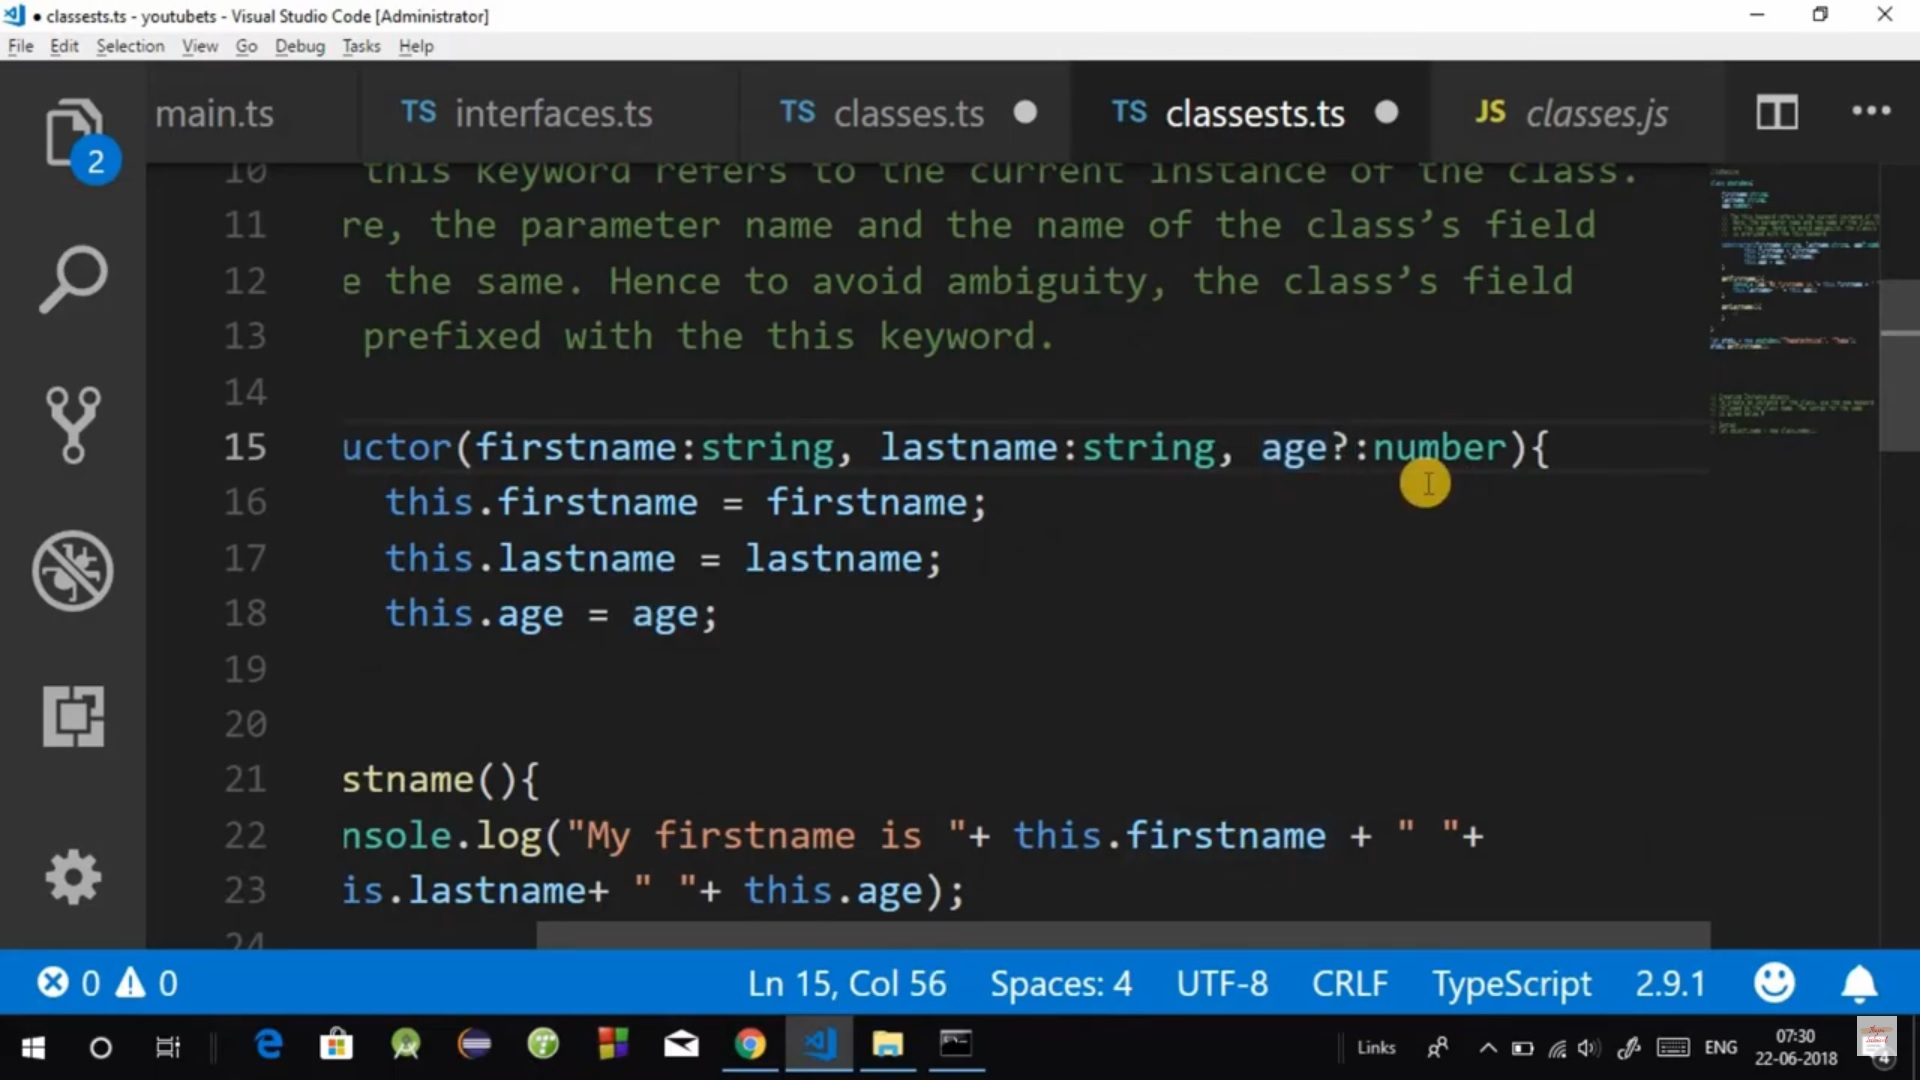 classests.ts - youtubets - Visual Studio Code [Administrator]
File Edit Selection View Go Debug Tasks Help
main.ts TS interfaces.ts TS classes.ts TS classests.ts JS classes.js
2
10 this keyword refers to the current instance of the class.
11 re, the parameter name and the name of the class’s field
12 e the same. Hence to avoid ambiguity, the class’s field
13 prefixed with the this keyword.
14
15 uctor(firstname:string, lastname:string, age?:number){
16 this.firstname = firstname;
17 this.lastname = lastname;
18 this.age = age;
19
20
21 stname(){
22 nsole.log("My firstname is "+ this.firstname + " "+
23 is.lastname+ " "+ this.age);
24
0 0 Ln 15, Col 56 Spaces: 4 UTF-8 CRLF TypeScript 2.9.1
Links ENG 07:30
22-06-2018 4